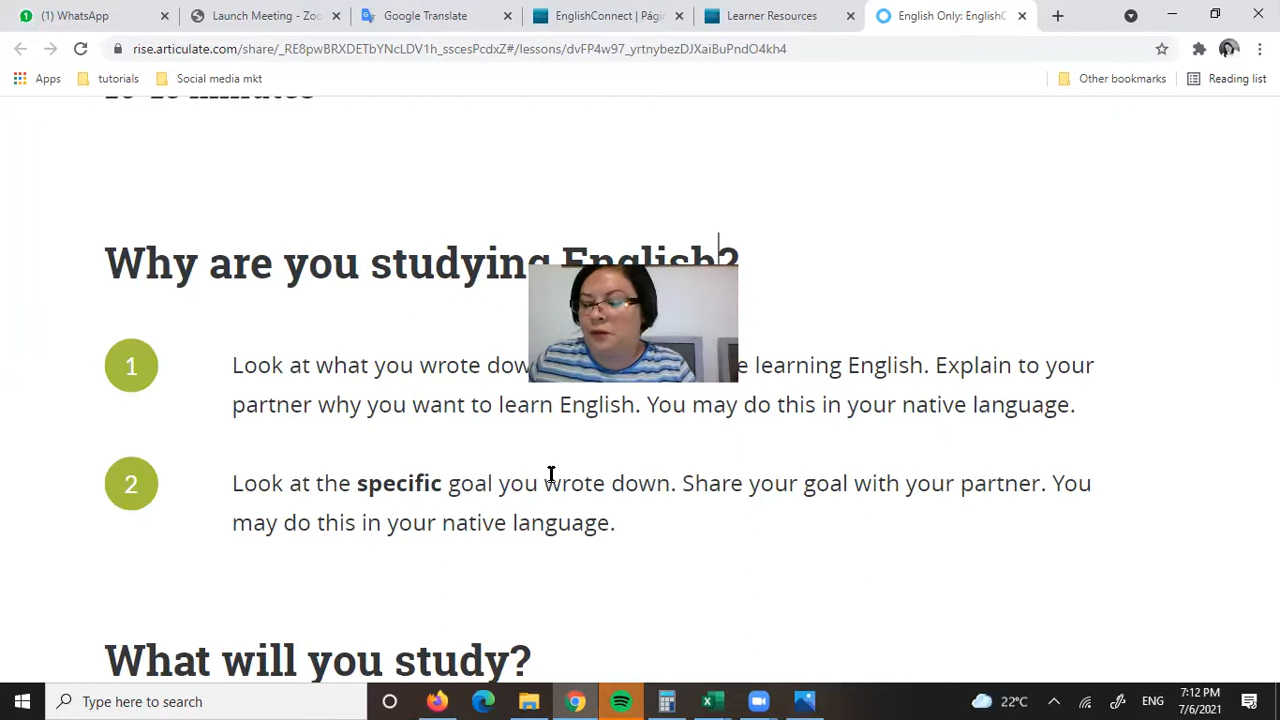 (1) WhatsApp
Launch Meeting - Zoo
Google Translate
EnglishConnect | Pági
Learner Resources
English Only: EnglishC
rise.articulate.com/share/_RE8pwBRXDETbYNcLDV1h_sscesPcdxZ#/lessons/dvFP4w97_yrtnybezDJXaiBuPndO4kh4
Apps
tutorials
Social media mkt
Other bookmarks
Reading list
Why are you studying English?
1
Look at what you wrote dow
e learning English. Explain to your
partner why you want to learn English. You may do this in your native language.
2
Look at the specific goal you wrote down. Share your goal with your partner. You
may do this in your native language.
What will you study?
Type here to search
22°C
ENG
7:12 PM
7/6/2021